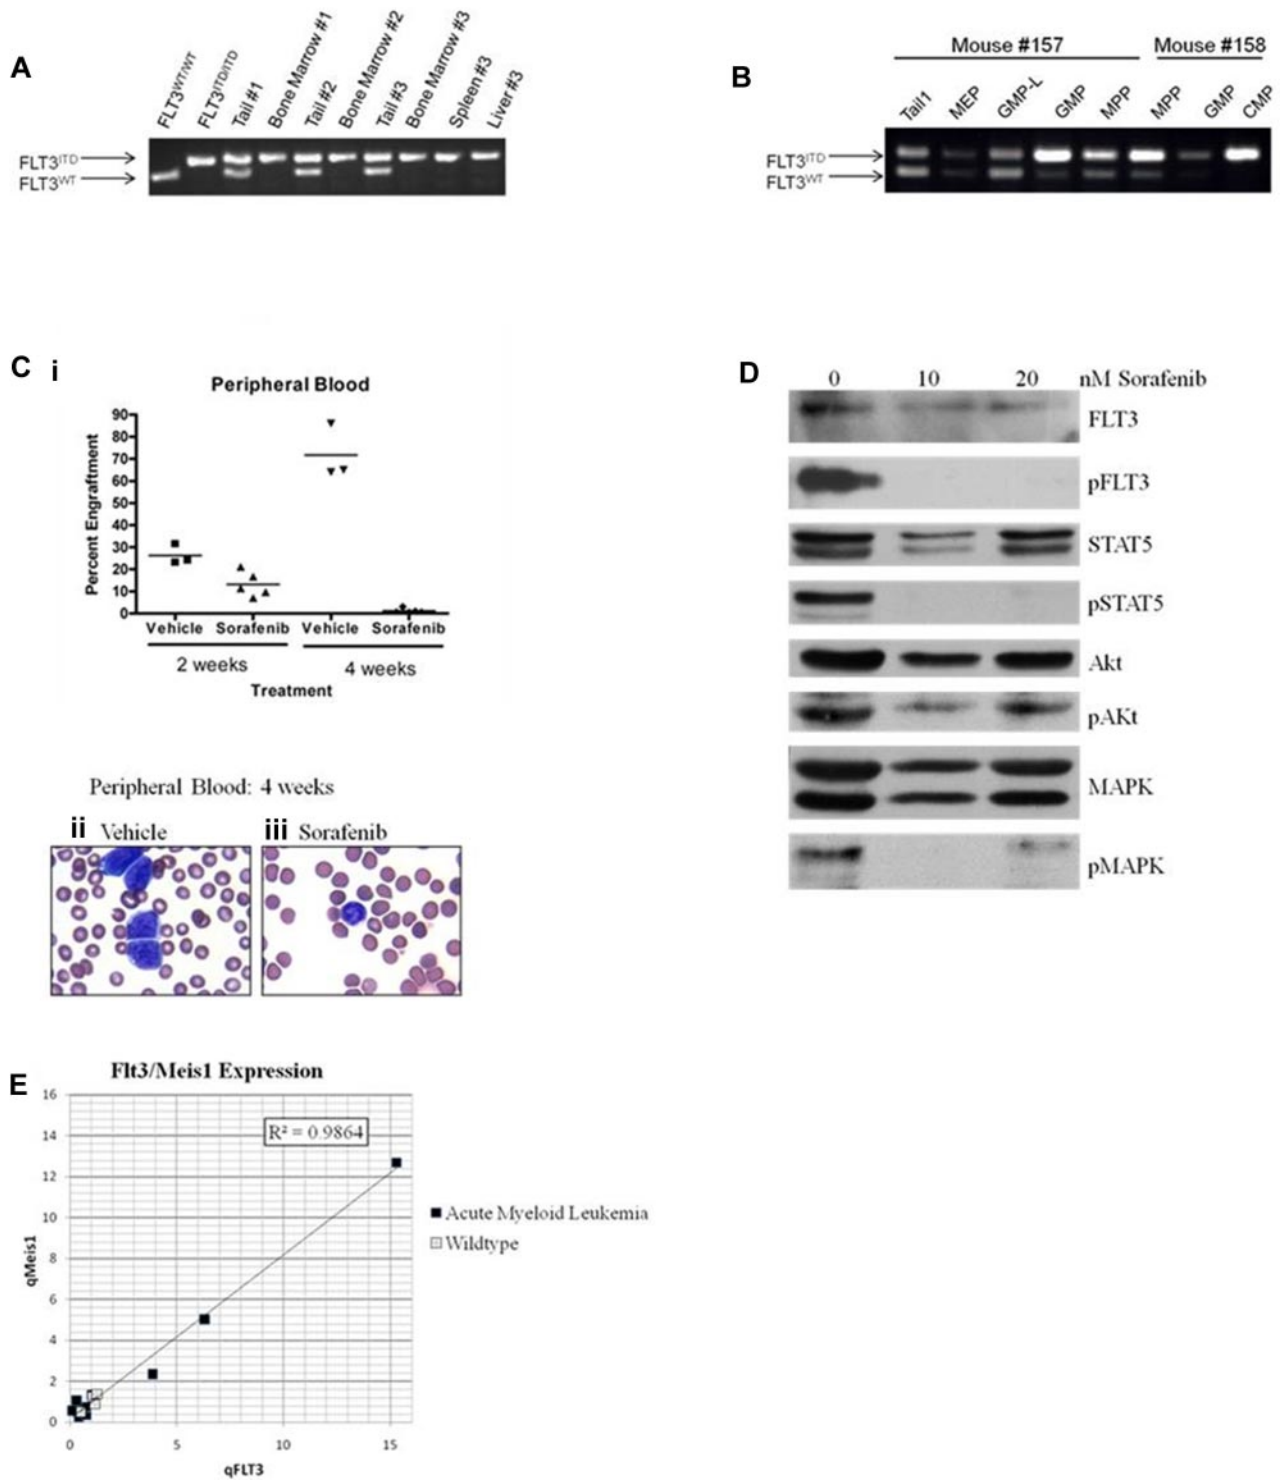 A
FLT3WT/WT
FLT3ITD/ITD
Tail #1
Bone Marrow #1
Tail #2
Bone Marrow #2
Tail #3
Bone Marrow #3
Spleen #3
Liver #3
FLT3ITD
FLT3WT
B
Mouse #157 Mouse #158
Tail1 MEP GMP-L GMP MPP MPP GMP CMP
FLT3ITD
FLT3WT
C i
Peripheral Blood
Percent Engraftment
90
80
70
60
50
40
30
20
10
0
Vehicle Sorafenib Vehicle Sorafenib
2 weeks 4 weeks
Treatment
Peripheral Blood: 4 weeks
ii Vehicle iii Sorafenib
D
0 10 20 nM Sorafenib
FLT3
pFLT3
STAT5
pSTAT5
Akt
pAKt
MAPK
pMAPK
E
Flt3/Meis1 Expression
R² = 0.9864
qMeis1
16
14
12
10
8
6
4
2
0
0 5 10 15
qFLT3
Acute Myeloid Leukemia
Wildtype